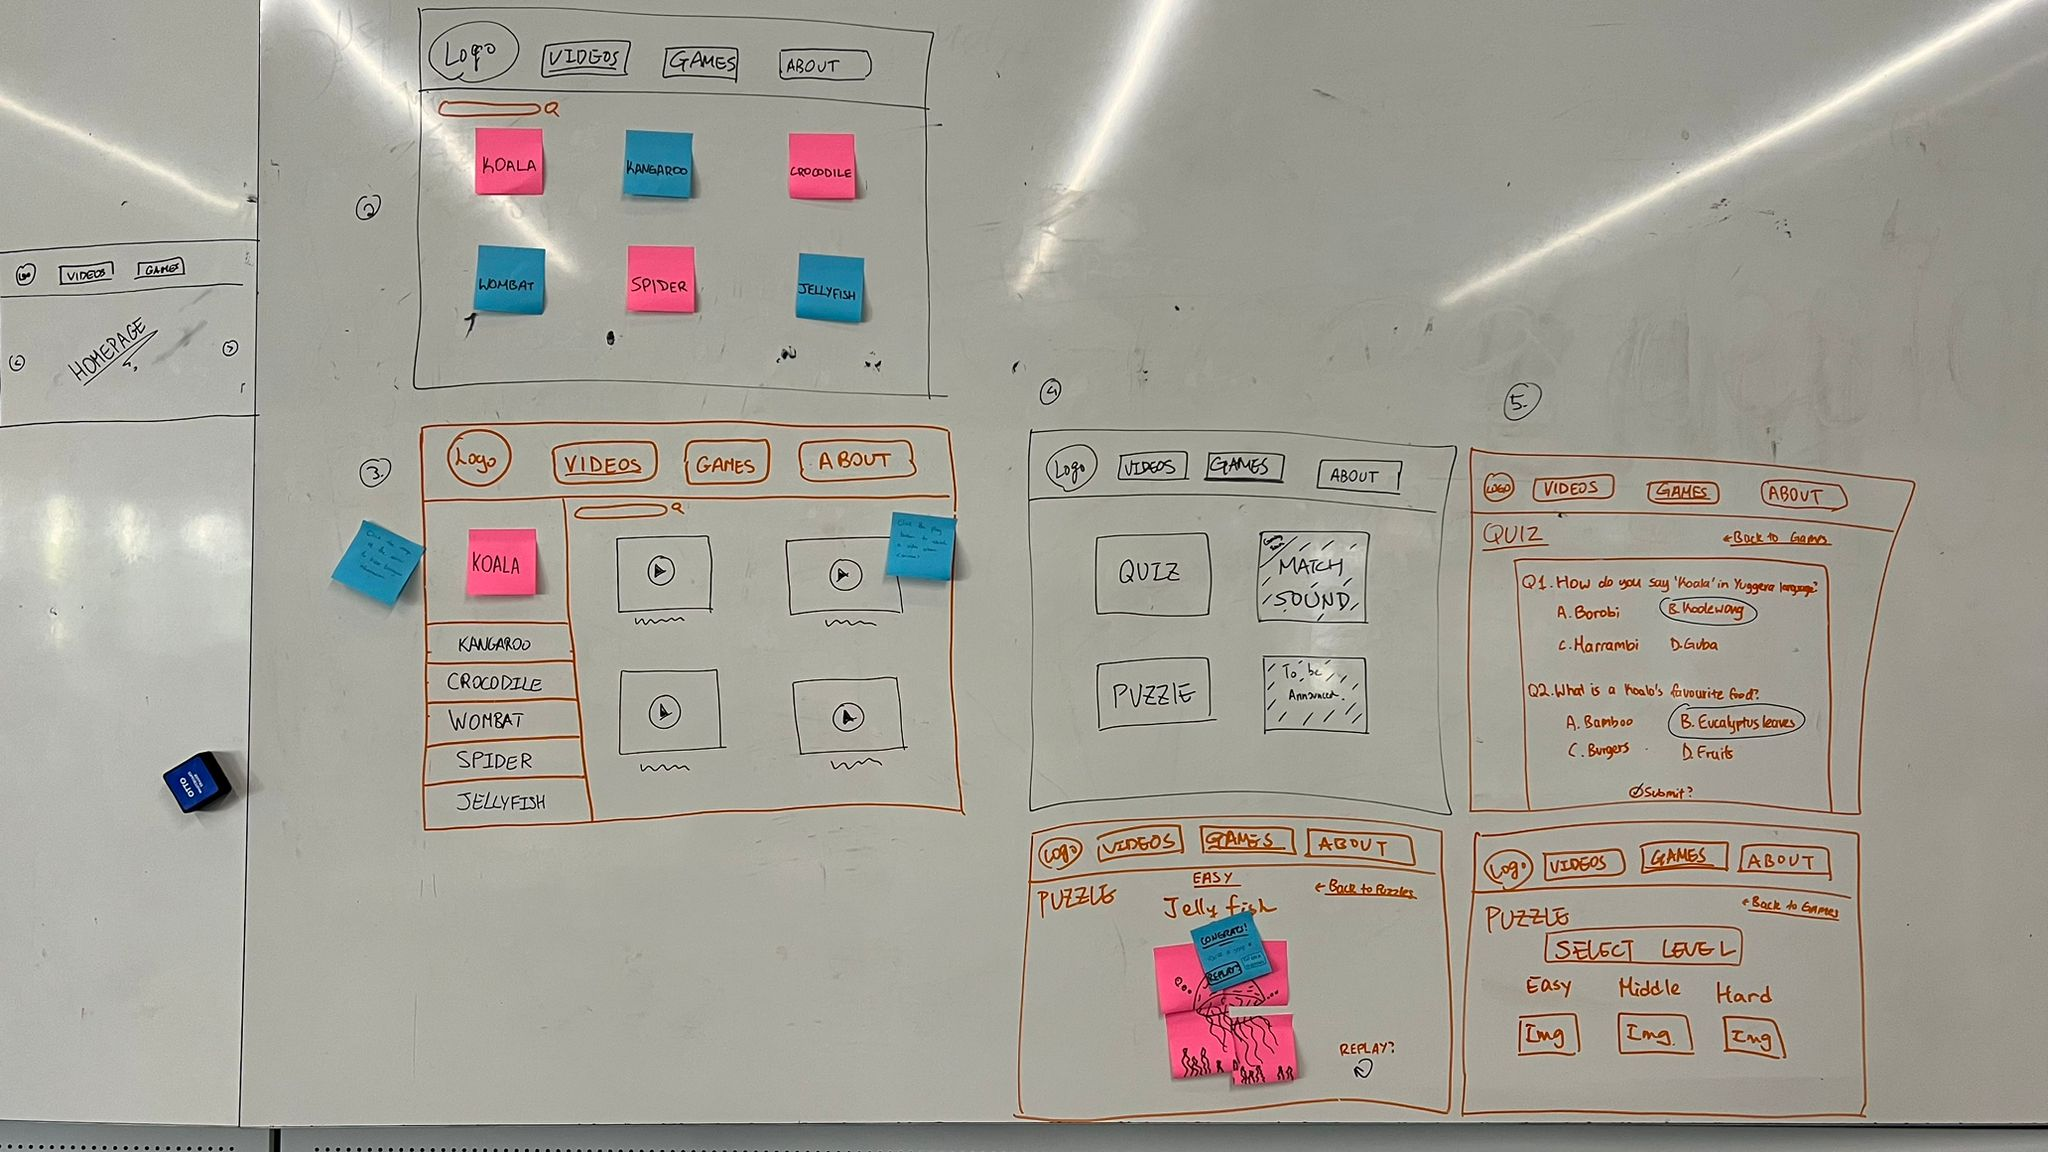 LOGO
VIDEOS
GAMES
HOMEPAGE
2
Logo
VIDEOS
GAMES
ABOUT
KOALA
KANGAROO
CROCODILE
WOMBAT
SPIDER
JELLYFISH
3.
Logo
VIDEOS
GAMES
ABOUT
KOALA
KANGAROO
CROCODILE
WOMBAT
SPIDER
JELLYFISH
OTTO
4
Logo
VIDEOS
GAMES
ABOUT
QUIZ
Coming Soon
MATCH
SOUND
PUZZLE
To be
Announced
5.
LOGO
VIDEOS
GAMES
ABOUT
QUIZ
←Back to Games
Q1. How do you say 'Koala' in Yuggera language?
A. Borobi
B. Koolewong
C. Marrambi
D. Guba
Q2. What is a Koala's favourite food?
A. Bamboo
B. Eucalyptus leaves
C. Burgers
D. Fruits
Submit?
Logo
VIDEOS
GAMES
ABOUT
PUZZLE
EASY
Jelly fish
← Back to Puzzles
CONGRATS!
REPLAY?
REPLAY?
Logo
VIDEOS
GAMES
ABOUT
← Back to Games
PUZZLE
SELECT LEVEL
Easy
Middle
Hard
Img
Img
Img